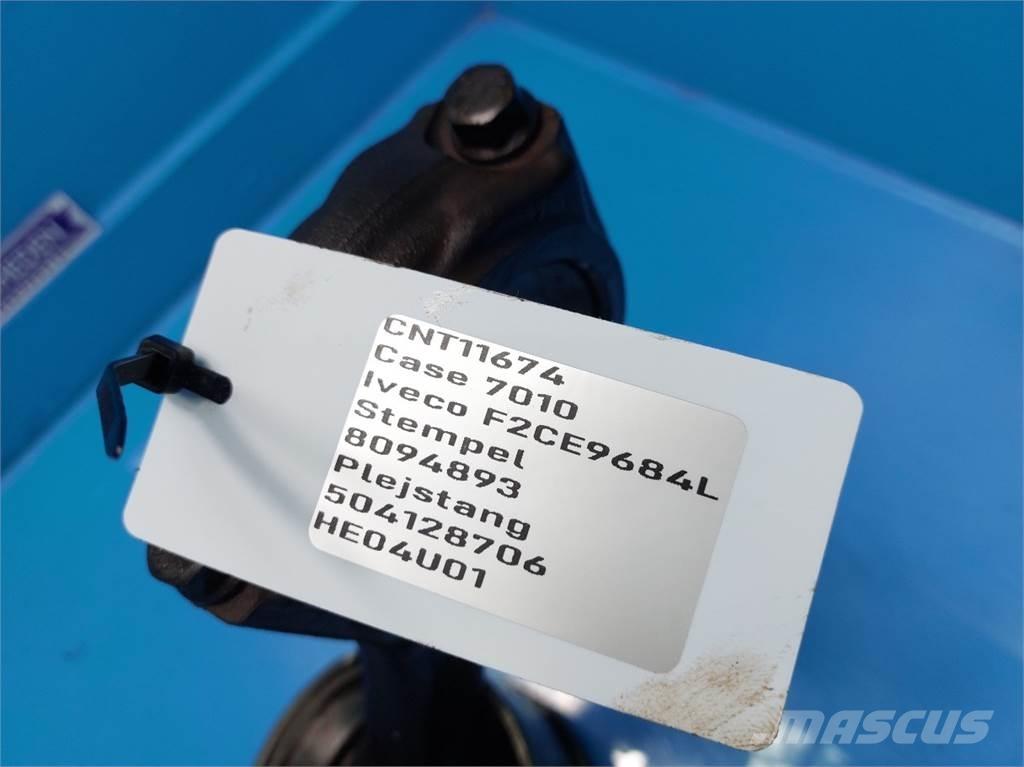 CNT11674
Case 7010
Iveco F2CE9684L
Stempel
8094893
Plejstang
504128706
HE04U01
MASCUS